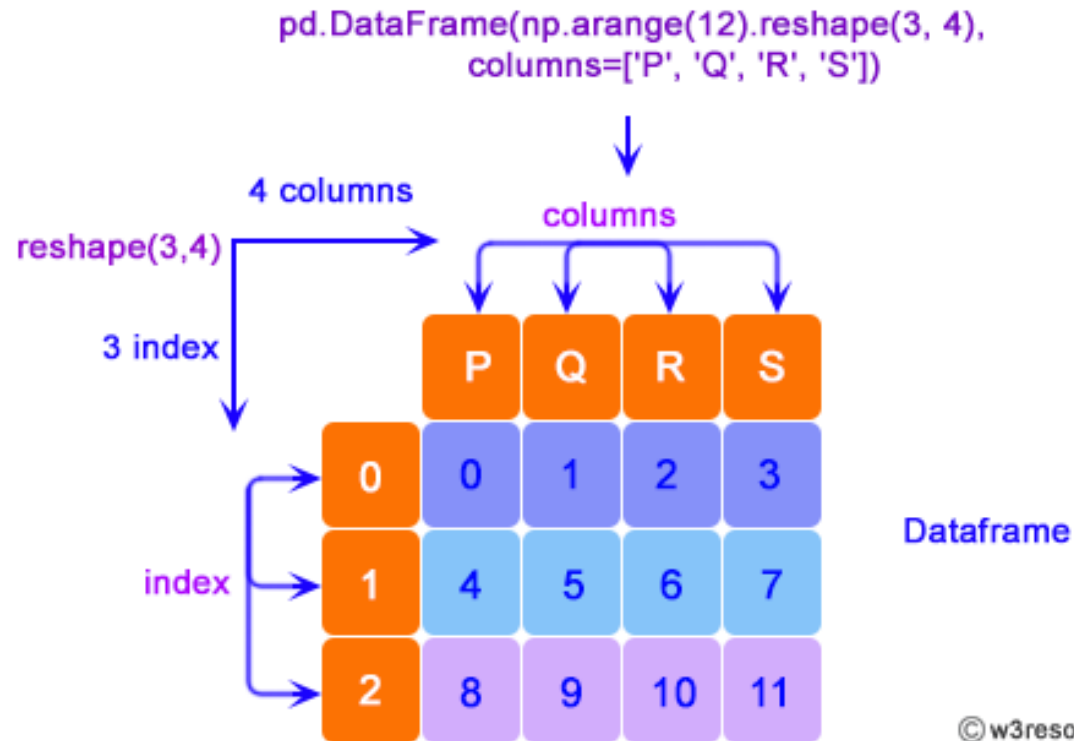 pd.DataFrame(np.arange(12).reshape(3, 4),
columns=['P', 'Q', 'R', 'S'])
4 columns
columns
reshape(3,4)
3 index
P Q R S
0 0 1 2 3
Dataframe
index
1 4 5 6 7
2 8 9 10 11
© w3reso